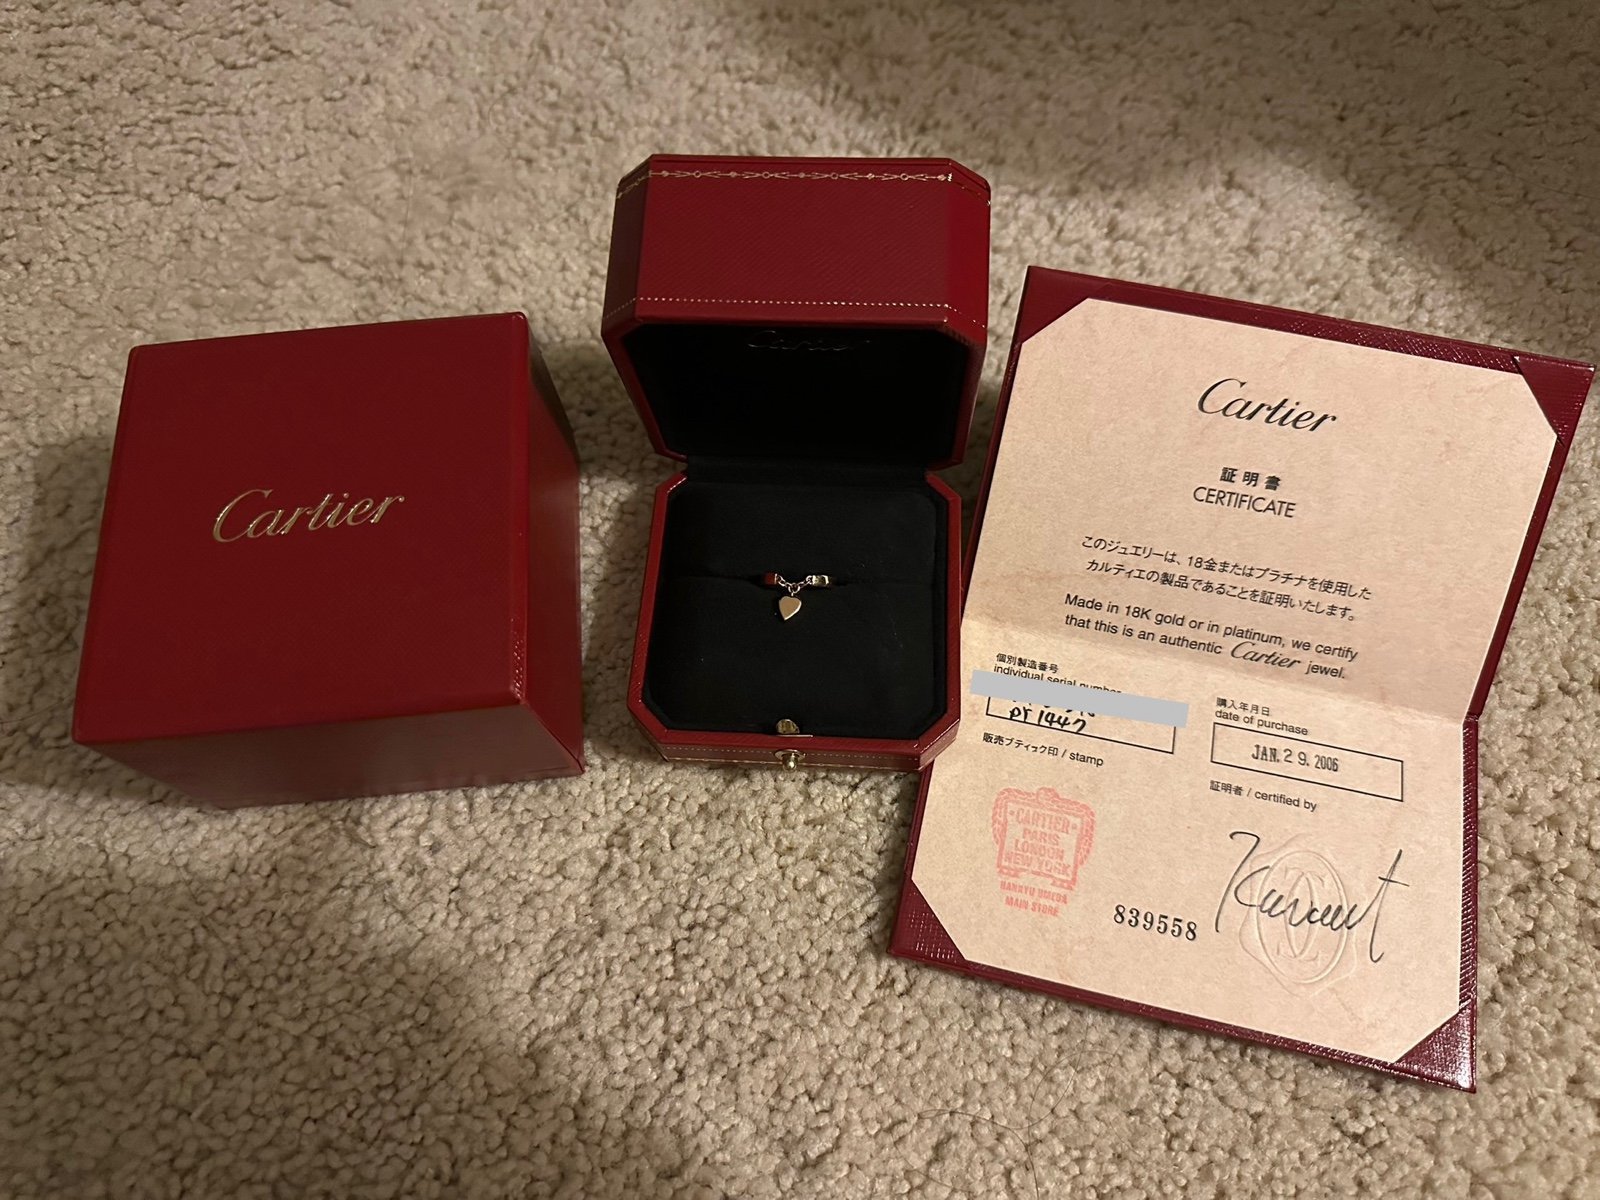 Cartier
Cartier
Cartier
証明書
CERTIFICATE
このジュエリーは、18金またはプラチナを使用した
カルティエの製品であることを証明いたします。
Made in 18K gold or in platinum, we certify
that this is an authentic Cartier jewel.
個別製造番号
individual serial number
購入年月日
date of purchase
JAN. 29. 2006
販売ブティック印 / stamp
証明者 / certified by
CARTIER
PARIS
LONDON
NEW YORK
HANKYU UMEDA
MAIN STORE
839558